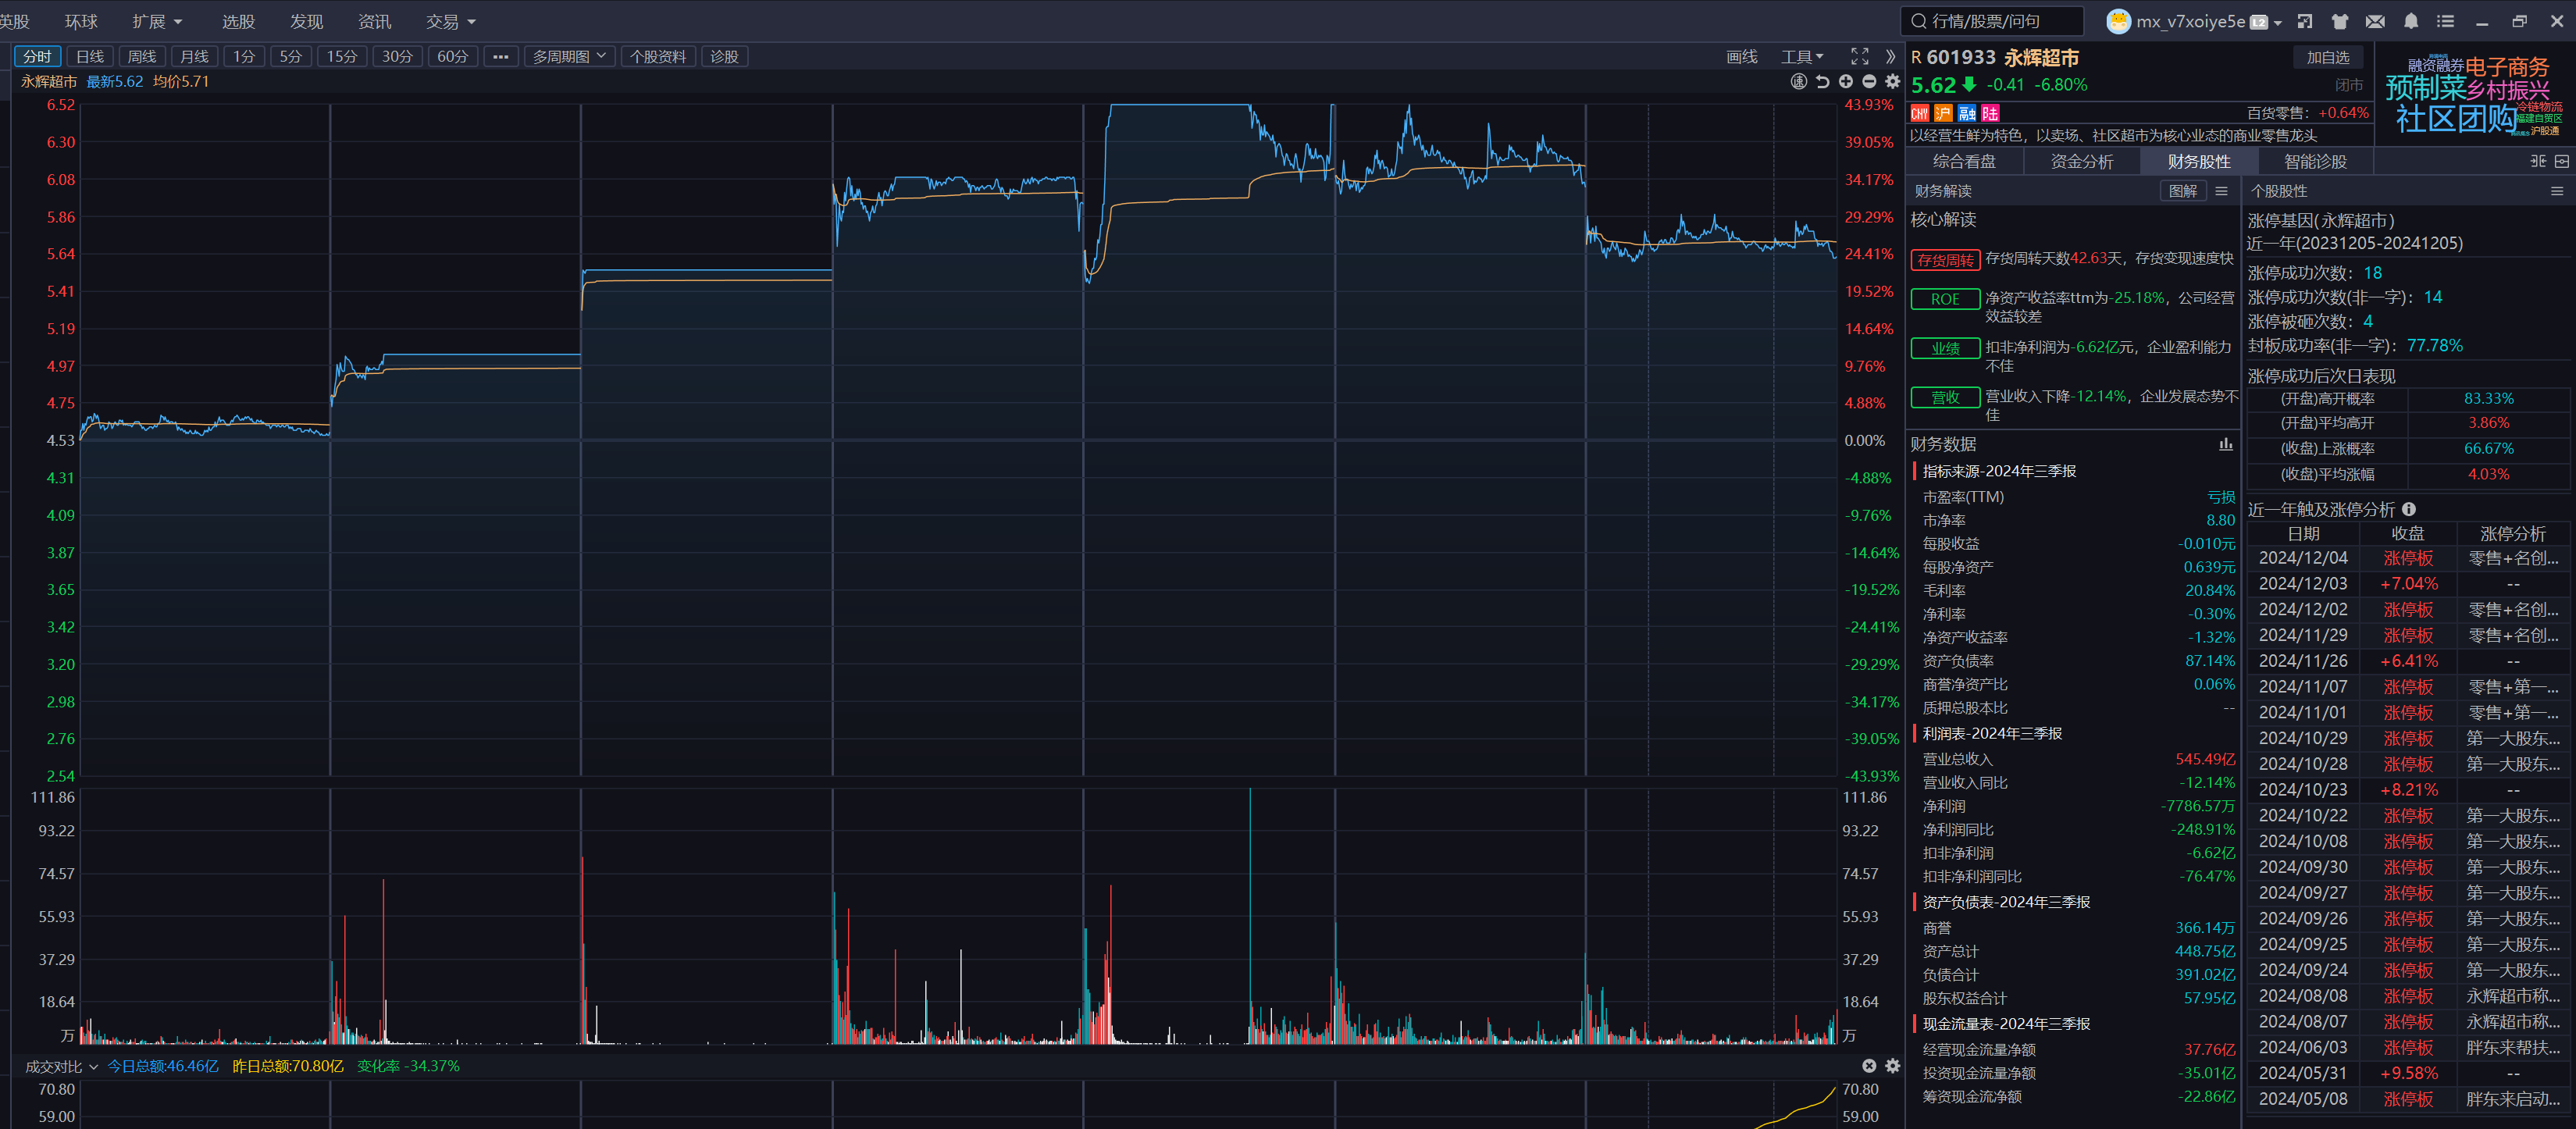 英股 环球 扩展 选股 发现 资讯 交易 行情/股票/问句 mx_v7xoiye5e L2
分时 日线 周线 月线 1分 5分 15分 30分 60分 ••• 多周期图 个股资料 诊股 画线 工具
永辉超市 最新5.62 均价5.71
6.52 43.93%
6.30 39.05%
6.08 34.17%
5.86 29.29%
5.64 24.41%
5.41 19.52%
5.19 14.64%
4.97 9.76%
4.75 4.88%
4.53 0.00%
4.31 -4.88%
4.09 -9.76%
3.87 -14.64%
3.65 -19.52%
3.42 -24.41%
3.20 -29.29%
2.98 -34.17%
2.76 -39.05%
2.54 -43.93%
111.86 111.86
93.22 93.22
74.57 74.57
55.93 55.93
37.29 37.29
18.64 18.64
万 万
成交对比 今日总额:46.46亿 昨日总额:70.80亿 变化率 -34.37%
70.80 70.80
59.00 59.00
R 601933 永辉超市 加自选
5.62 -0.41 -6.80% 闭市
CNY 沪 融 陆 百货零售: +0.64%
以经营生鲜为特色，以卖场、社区超市为核心业态的商业零售龙头
融资融券 电子商务
预制菜 乡村振兴
社区团购 冷链物流
福建自贸区
沪股通
综合看盘 资金分析 财务股性 智能诊股
财务解读 图解
核心解读
存货周转 存货周转天数42.63天，存货变现速度快
ROE 净资产收益率ttm为-25.18%，公司经营
效益较差
业绩 扣非净利润为-6.62亿元，企业盈利能力
不佳
营收 营业收入下降-12.14%，企业发展态势不
佳
财务数据
指标来源-2024年三季报
市盈率(TTM) 亏损
市净率 8.80
每股收益 -0.010元
每股净资产 0.639元
毛利率 20.84%
净利率 -0.30%
净资产收益率 -1.32%
资产负债率 87.14%
商誉净资产比 0.06%
质押总股本比 --
利润表-2024年三季报
营业总收入 545.49亿
营业收入同比 -12.14%
净利润 -7786.57万
净利润同比 -248.91%
扣非净利润 -6.62亿
扣非净利润同比 -76.47%
资产负债表-2024年三季报
商誉 366.14万
资产总计 448.75亿
负债合计 391.02亿
股东权益合计 57.95亿
现金流量表-2024年三季报
经营现金流量净额 37.76亿
投资现金流量净额 -35.01亿
筹资现金流净额 -22.86亿
个股股性
涨停基因(永辉超市)
近一年(20231205-20241205)
涨停成功次数: 18
涨停成功次数(非一字): 14
涨停被砸次数: 4
封板成功率(非一字): 77.78%
涨停成功后次日表现
(开盘)高开概率 83.33%
(开盘)平均高开 3.86%
(收盘)上涨概率 66.67%
(收盘)平均涨幅 4.03%
近一年触及涨停分析
日期 收盘 涨停分析
2024/12/04 涨停板 零售+名创...
2024/12/03 +7.04% --
2024/12/02 涨停板 零售+名创...
2024/11/29 涨停板 零售+名创...
2024/11/26 +6.41% --
2024/11/07 涨停板 零售+第一...
2024/11/01 涨停板 零售+第一...
2024/10/29 涨停板 第一大股东...
2024/10/28 涨停板 第一大股东...
2024/10/23 +8.21% --
2024/10/22 涨停板 第一大股东...
2024/10/08 涨停板 第一大股东...
2024/09/30 涨停板 第一大股东...
2024/09/27 涨停板 第一大股东...
2024/09/26 涨停板 第一大股东...
2024/09/25 涨停板 第一大股东...
2024/09/24 涨停板 第一大股东...
2024/08/08 涨停板 永辉超市称...
2024/08/07 涨停板 永辉超市称...
2024/06/03 涨停板 胖东来帮扶...
2024/05/31 +9.58% --
2024/05/08 涨停板 胖东来启动...